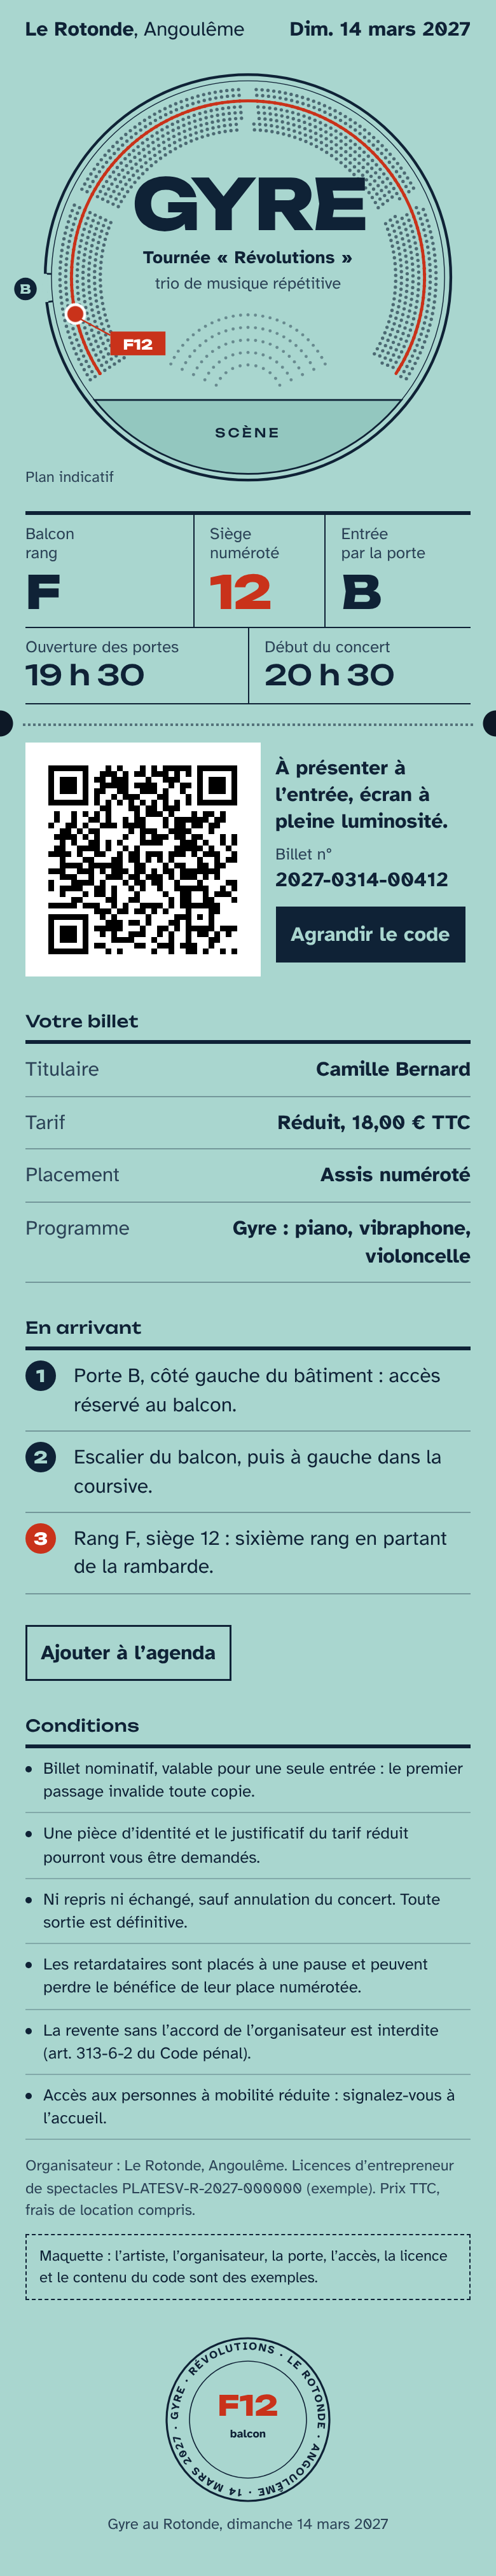 Le Rotonde, Angoulême
Dim. 14 mars 2027
GYRE
Tournée « Révolutions »
trio de musique répétitive
B
F12
SCÈNE
Plan indicatif
Balcon
rang
F
Siège
numéroté
12
Entrée
par la porte
B
Ouverture des portes
19 h 30
Début du concert
20 h 30
À présenter à
l’entrée, écran à
pleine luminosité.
Billet n°
2027-0314-00412
Agrandir le code
Votre billet
Titulaire
Camille Bernard
Tarif
Réduit, 18,00 € TTC
Placement
Assis numéroté
Programme
Gyre : piano, vibraphone,
violoncelle
En arrivant
1
Porte B, côté gauche du bâtiment : accès
réservé au balcon.
2
Escalier du balcon, puis à gauche dans la
coursive.
3
Rang F, siège 12 : sixième rang en partant
de la rambarde.
Ajouter à l’agenda
Conditions
• Billet nominatif, valable pour une seule entrée : le premier
passage invalide toute copie.
• Une pièce d’identité et le justificatif du tarif réduit
pourront vous être demandés.
• Ni repris ni échangé, sauf annulation du concert. Toute
sortie est définitive.
• Les retardataires sont placés à une pause et peuvent
perdre le bénéfice de leur place numérotée.
• La revente sans l’accord de l’organisateur est interdite
(art. 313-6-2 du Code pénal).
• Accès aux personnes à mobilité réduite : signalez-vous à
l’accueil.
Organisateur : Le Rotonde, Angoulême. Licences d’entrepreneur
de spectacles PLATESV-R-2027-000000 (exemple). Prix TTC,
frais de location compris.
Maquette : l’artiste, l’organisateur, la porte, l’accès, la licence
et le contenu du code sont des exemples.
GYRE · RÉVOLUTIONS · LE ROTONDE · ANGOULÊME · 14 MARS 2027 ·
F12
balcon
Gyre au Rotonde, dimanche 14 mars 2027